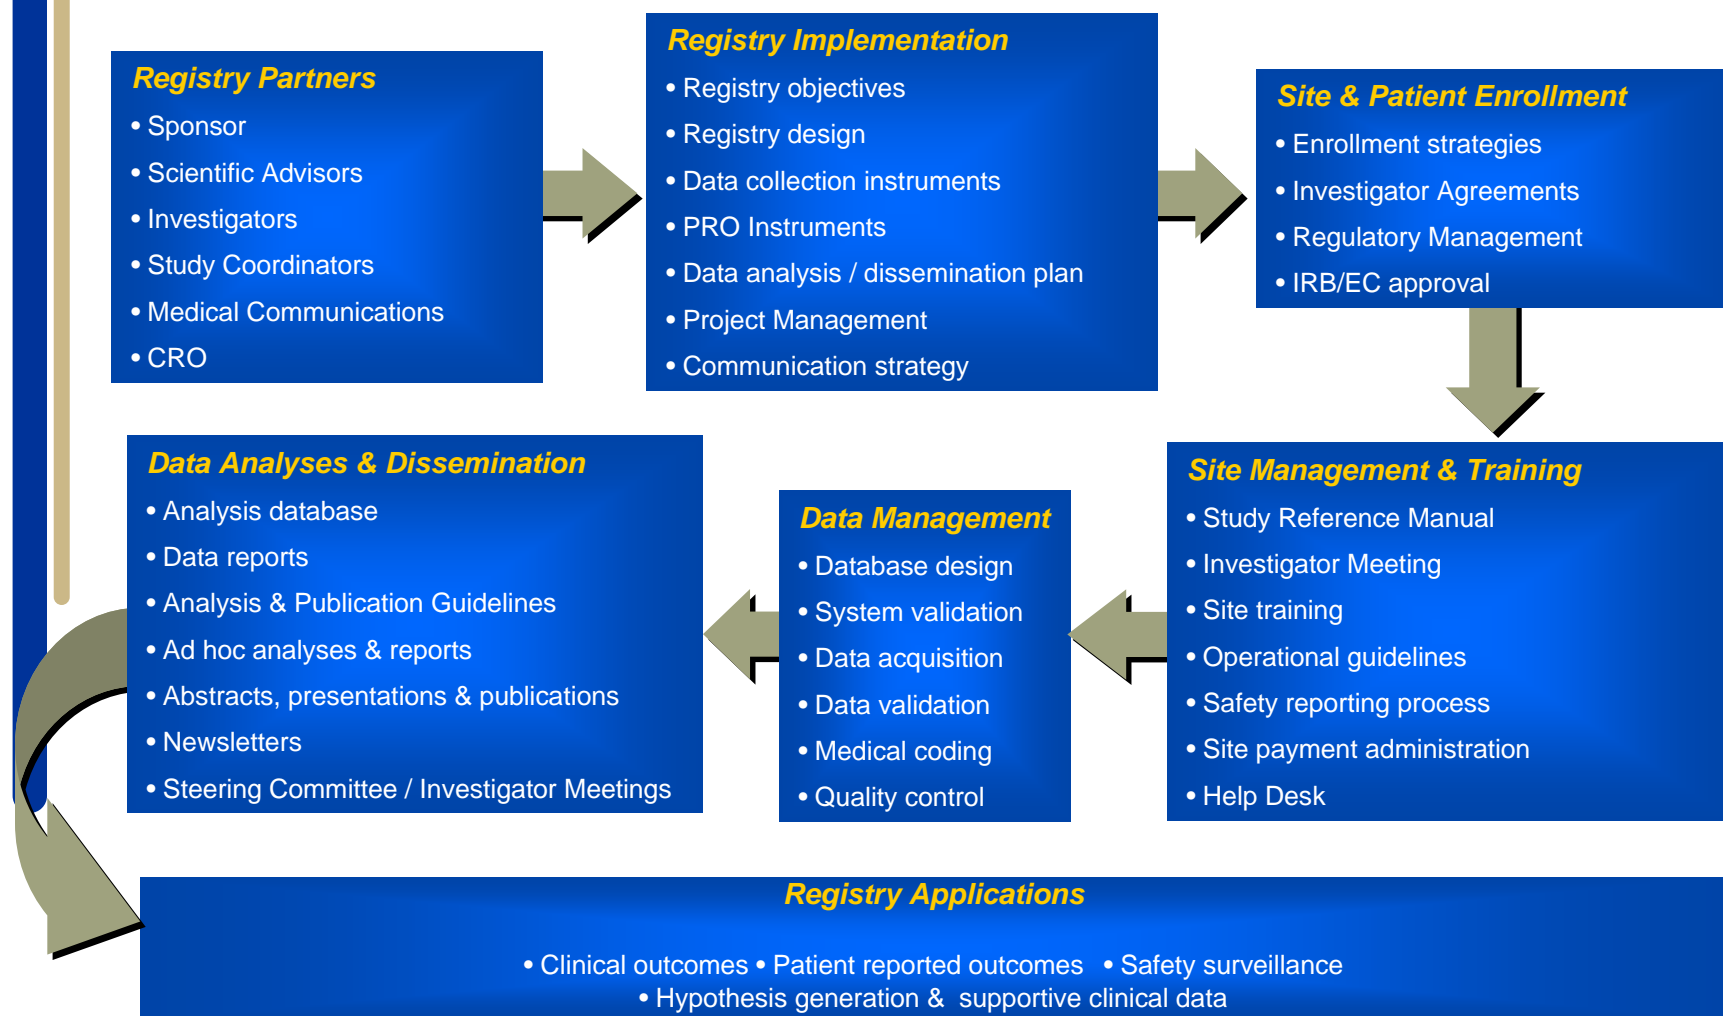 Registry Partners
• Sponsor
• Scientific Advisors
• Investigators
• Study Coordinators
• Medical Communications
• CRO
Registry Implementation
• Registry objectives
• Registry design
• Data collection instruments
• PRO Instruments
• Data analysis / dissemination plan
• Project Management
• Communication strategy
Site & Patient Enrollment
• Enrollment strategies
• Investigator Agreements
• Regulatory Management
• IRB/EC approval
Site Management & Training
• Study Reference Manual
• Investigator Meeting
• Site training
• Operational guidelines
• Safety reporting process
• Site payment administration
• Help Desk
Data Management
• Database design
• System validation
• Data acquisition
• Data validation
• Medical coding
• Quality control
Data Analyses & Dissemination
• Analysis database
• Data reports
• Analysis & Publication Guidelines
• Ad hoc analyses & reports
• Abstracts, presentations & publications
• Newsletters
• Steering Committee / Investigator Meetings
Registry Applications
• Clinical outcomes • Patient reported outcomes • Safety surveillance
• Hypothesis generation & supportive clinical data